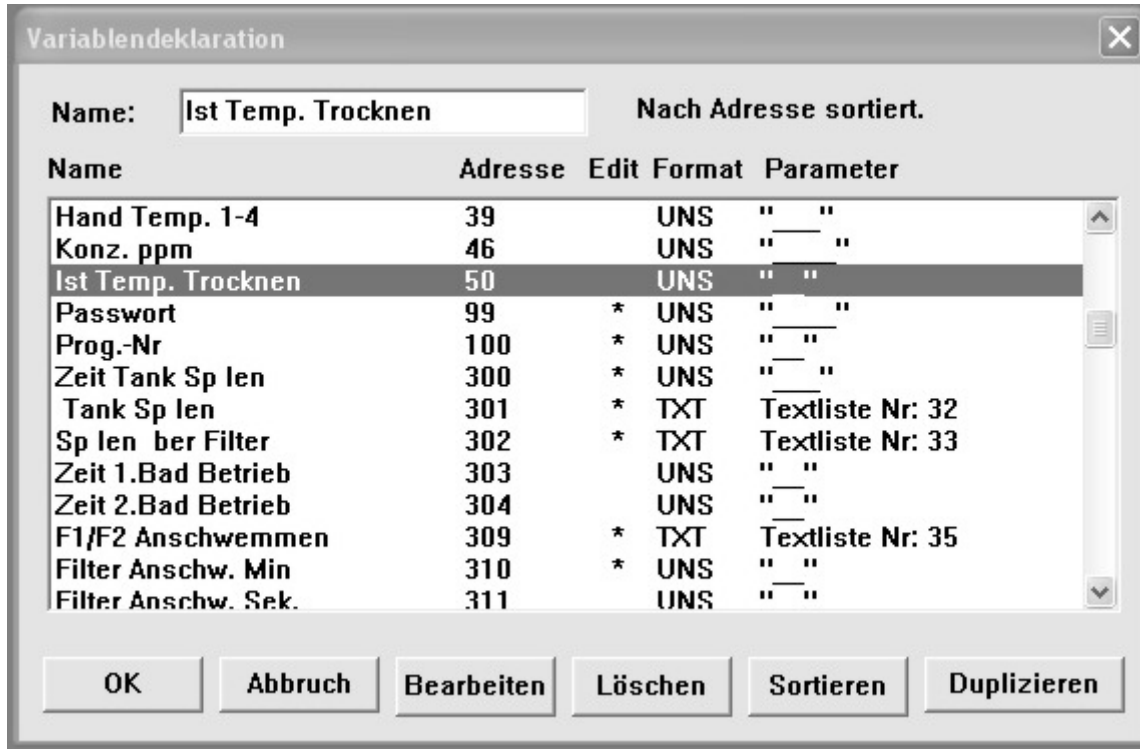 Variablendeklaration
Name: Ist Temp. Trocknen Nach Adresse sortiert.
Name Adresse Edit Format Parameter
Hand Temp. 1-4 39 UNS "___"
Konz. ppm 46 UNS "____"
Ist Temp. Trocknen 50 UNS "__"
Passwort 99 * UNS "____"
Prog.-Nr 100 * UNS "__"
Zeit Tank Sp len 300 * UNS "___"
Tank Sp len 301 * TXT Textliste Nr: 32
Sp len ber Filter 302 * TXT Textliste Nr: 33
Zeit 1.Bad Betrieb 303 UNS "__"
Zeit 2.Bad Betrieb 304 UNS "__"
F1/F2 Anschwemmen 309 * TXT Textliste Nr: 35
Filter Anschw. Min 310 * UNS "__"
Filter Anschw. Sek. 311 UNS "__"
OK Abbruch Bearbeiten Löschen Sortieren Duplizieren